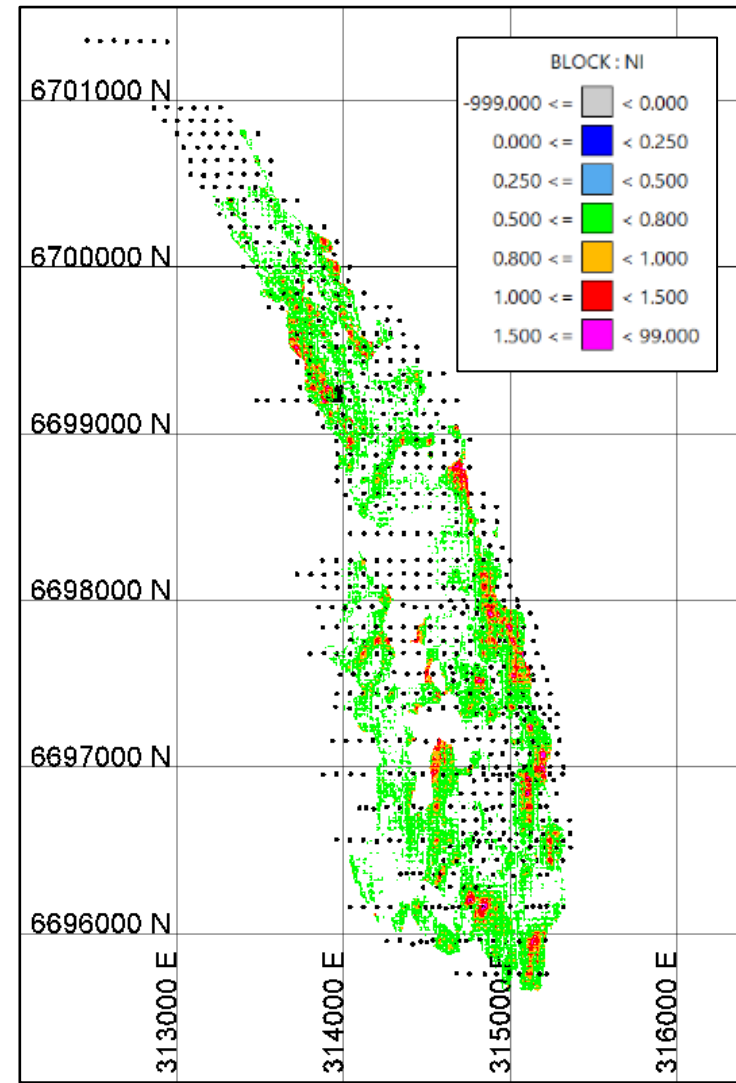 BLOCK : NI
-999.000 <= < 0.000
0.000 <= < 0.250
0.250 <= < 0.500
0.500 <= < 0.800
0.800 <= < 1.000
1.000 <= < 1.500
1.500 <= < 99.000
6701000 N
6700000 N
6699000 N
6698000 N
6697000 N
6696000 N
313000 E
314000 E
315000 E
316000 E